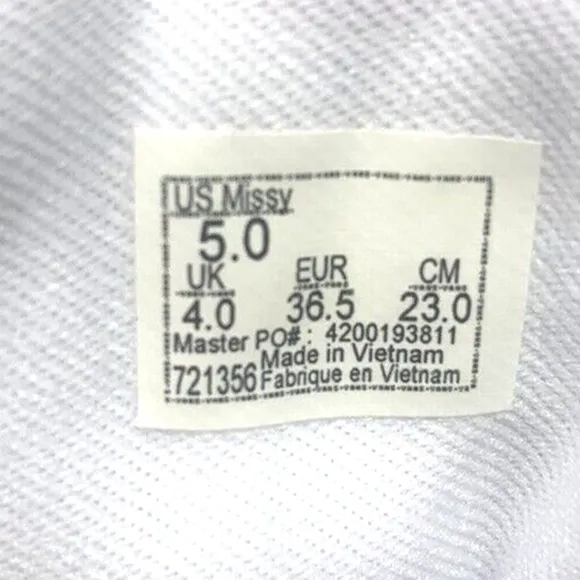 US Missy
5.0
UK EUR CM
4.0 36.5 23.0
Master PO# : 4200193811
Made in Vietnam
721356 Fabrique en Vietnam